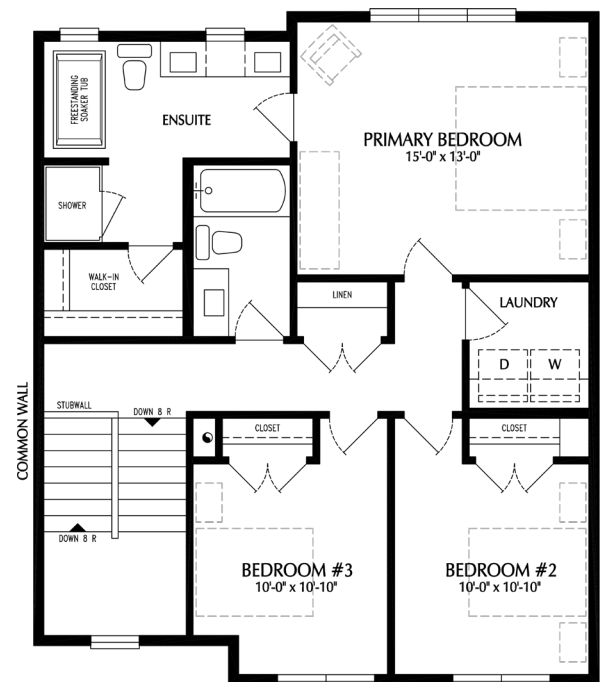 FREESTANDING
SOAKER TUB
ENSUITE
PRIMARY BEDROOM
15'-0" x 13'-0"
SHOWER
WALK-IN
CLOSET
LINEN
LAUNDRY
D
W
COMMON WALL
STUBWALL
DOWN 8 R
CLOSET
CLOSET
DOWN 8 R
BEDROOM #3
10'-0" x 10'-10"
BEDROOM #2
10'-0" x 10'-10"